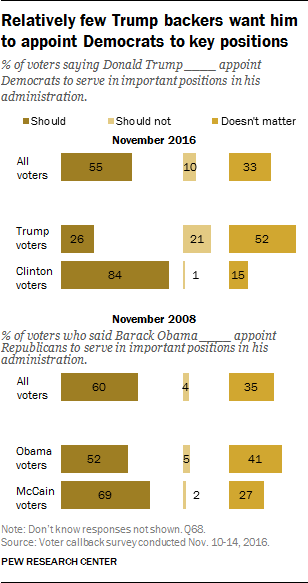 Relatively few Trump backers want him
to appoint Democrats to key positions
% of voters saying Donald Trump ____ appoint
Democrats to serve in important positions in his
administration.
Should Should not Doesn't matter
November 2016
All
voters
55 10 33
Trump
voters
26 21 52
Clinton
voters
84 1 15
November 2008
% of voters who said Barack Obama ____ appoint
Republicans to serve in important positions in his
administration.
All
voters
60 4 35
Obama
voters
52 5 41
McCain
voters
69 2 27
Note: Don't know responses not shown. Q68.
Source: Voter callback survey conducted Nov. 10-14, 2016.
PEW RESEARCH CENTER